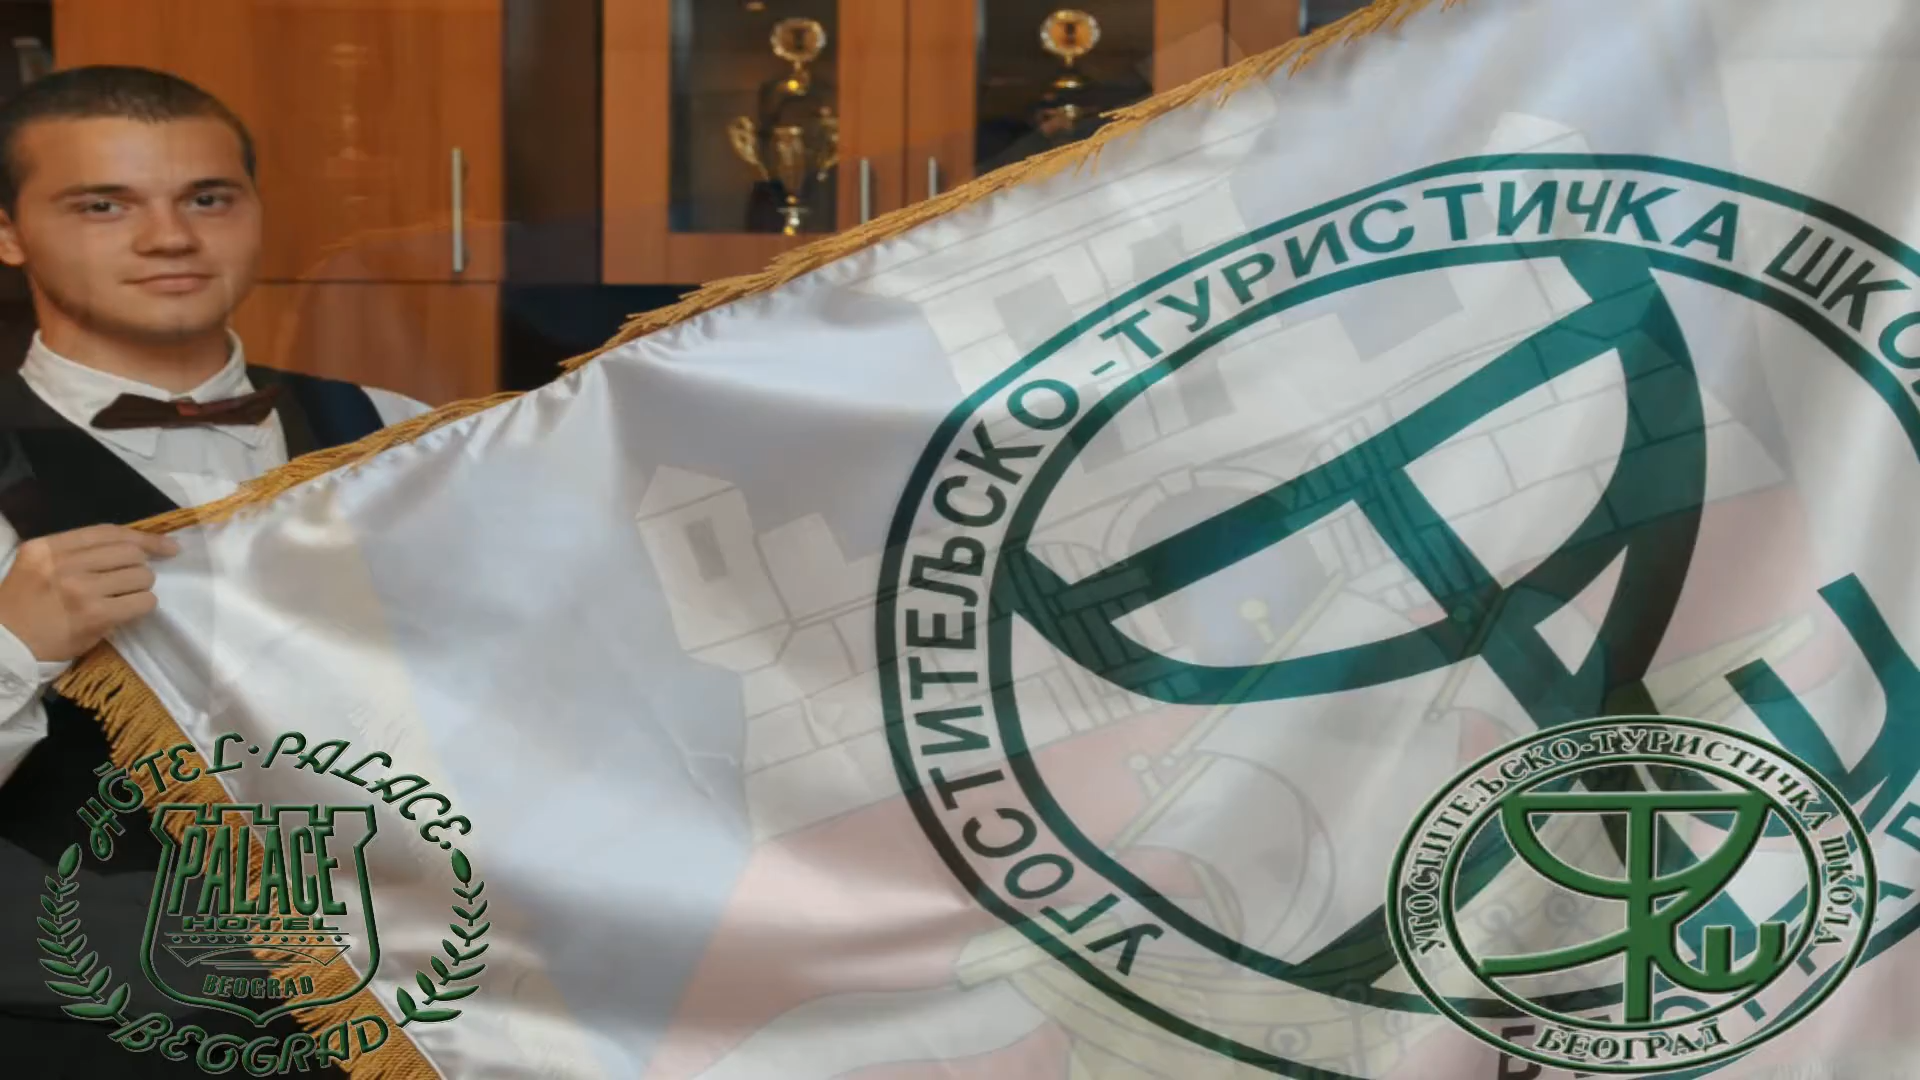 УГОСТИТЕЉСКО-ТУРИСТИЧКА ШКО
HOTEL·PALACE·
PALACE
HOTEL
BEOGRAD
BEOGRAD
УГОСТИТЕЉСКО-ТУРИСТИЧКА ШКОЛА
БЕОГРАД